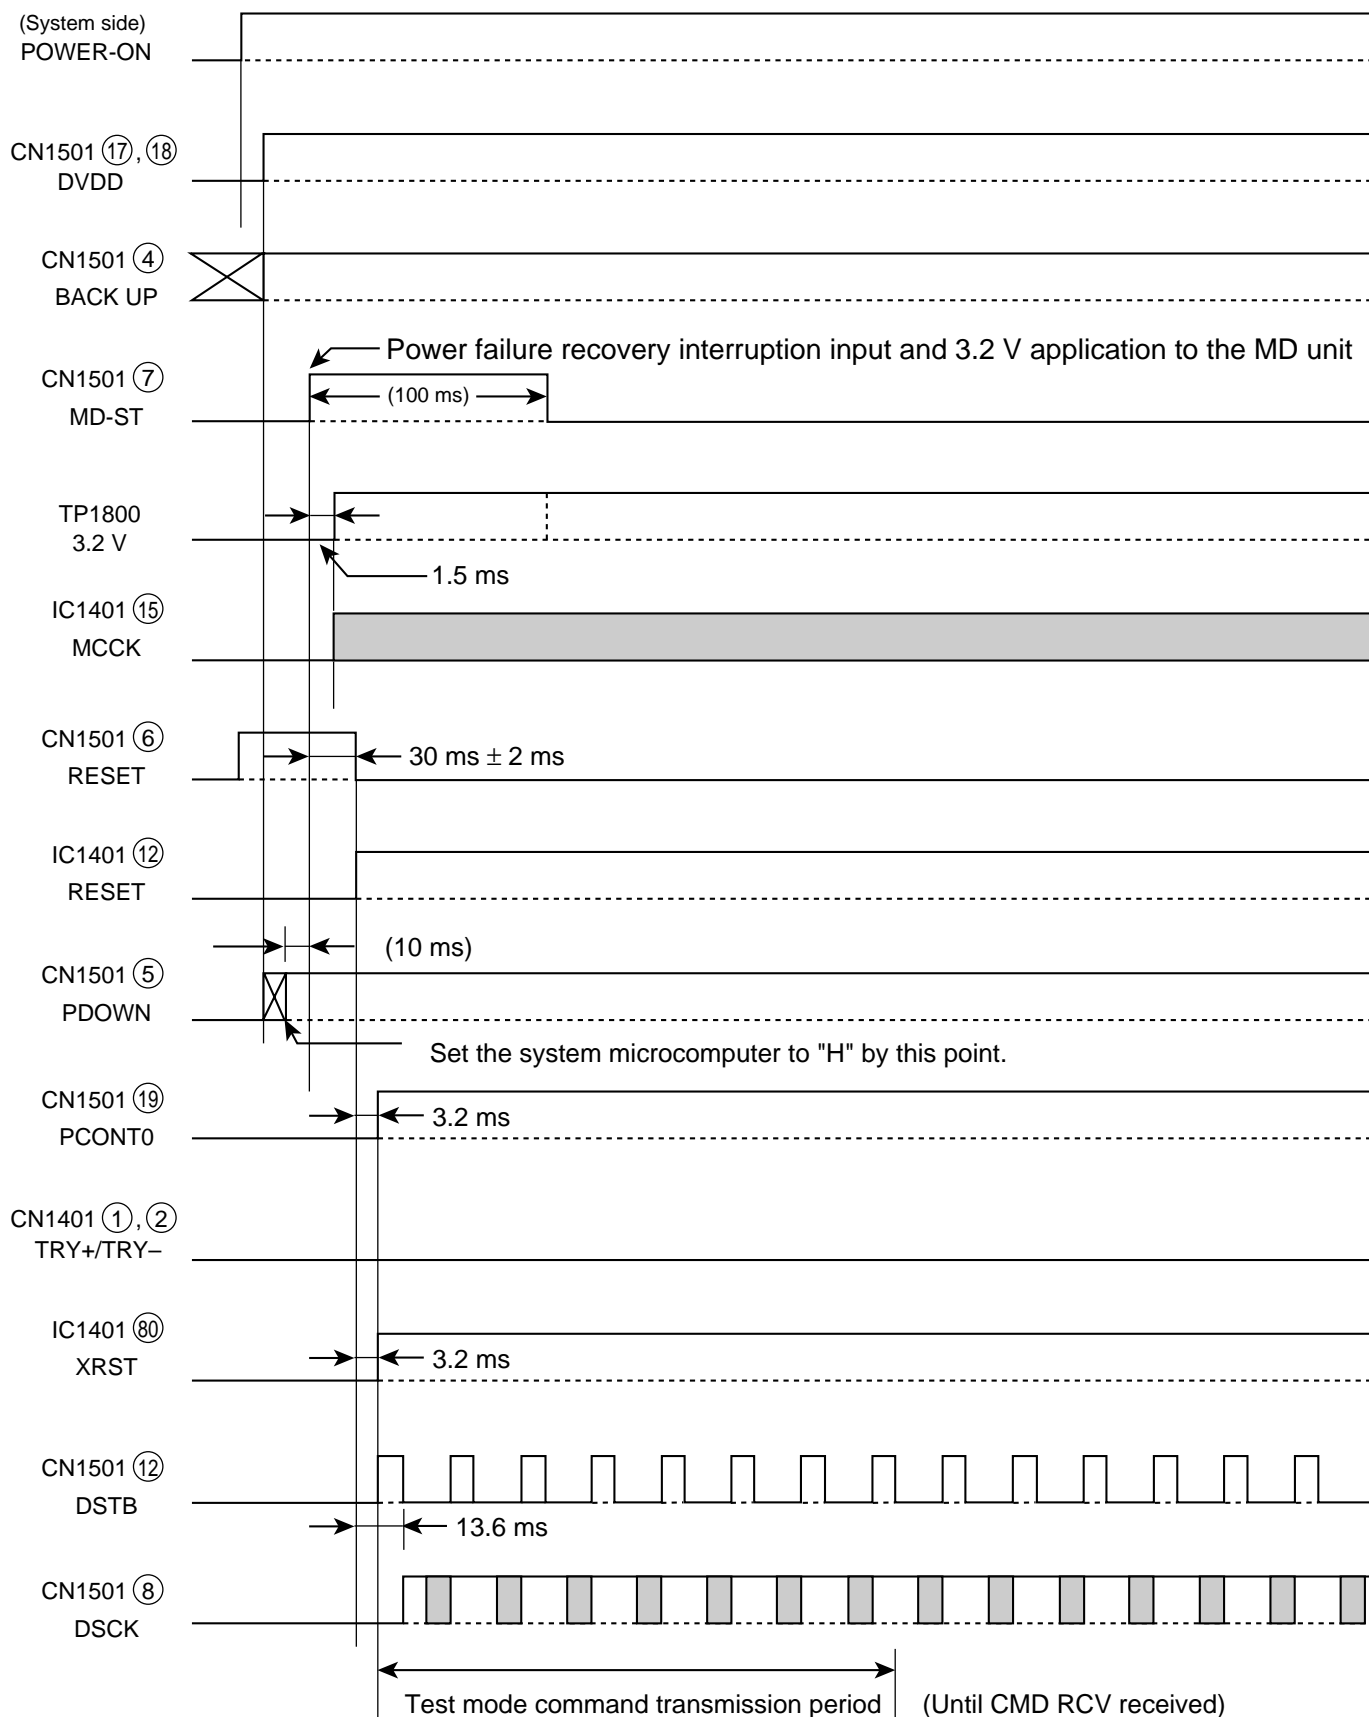 (System side)
POWER-ON
CN1501 ⑰, ⑱
DVDD
CN1501 ④
BACK UP
Power failure recovery interruption input and 3.2 V application to the MD unit
CN1501 ⑦
(100 ms)
MD-ST
TP1800
3.2 V
1.5 ms
IC1401 ⑮
MCCK
CN1501 ⑥
30 ms ± 2 ms
RESET
IC1401 ⑫
RESET
(10 ms)
CN1501 ⑤
PDOWN
Set the system microcomputer to "H" by this point.
CN1501 ⑲
3.2 ms
PCONT0
CN1401 ①, ②
TRY+/TRY–
IC1401 80
3.2 ms
XRST
CN1501 ⑫
DSTB
13.6 ms
CN1501 ⑧
DSCK
Test mode command transmission period (Until CMD RCV received)